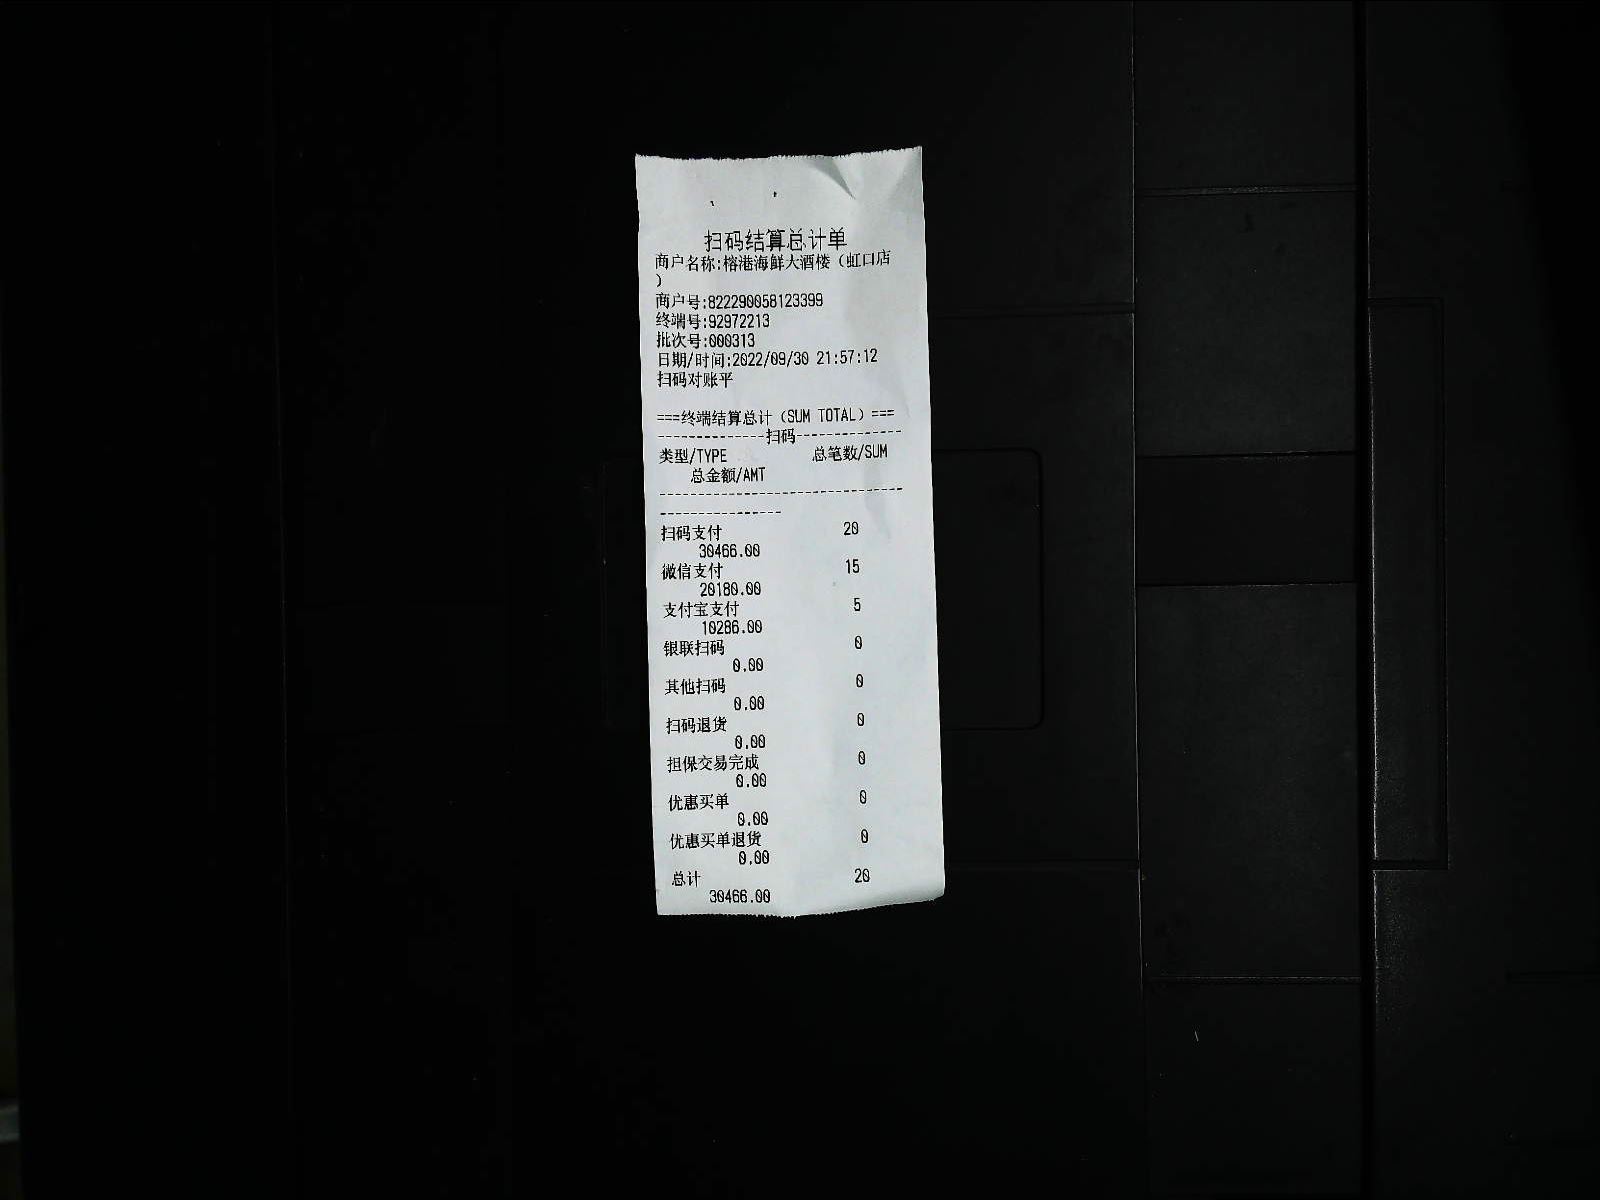 扫码结算总计单
商户名称:榕港海鲜大酒楼（虹口店
）
商户号:822290058123399
终端号:92972213
批次号:000313
日期/时间:2022/09/30 21:57:12
扫码对账平
===终端结算总计（SUM TOTAL）===
--------------扫码--------------
类型/TYPE 总笔数/SUM
总金额/AMT
--------------------------------
----------------
扫码支付 20
30466.00
微信支付 15
20180.00
支付宝支付 5
10286.00
银联扫码 0
0.00
其他扫码 0
0.00
扫码退货 0
0.00
担保交易完成 0
0.00
优惠买单 0
0.00
优惠买单退货 0
0.00
总计 20
30466.00